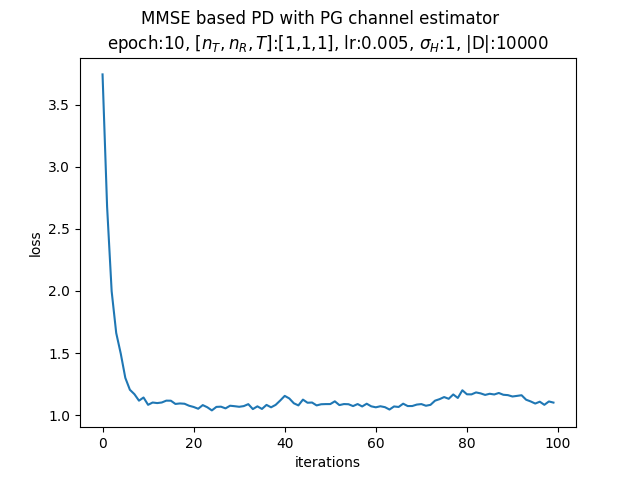 MMSE based PD with PG channel estimator
epoch:10, [n_T, n_R, T]:[1,1,1], lr:0.005, σ_H:1, |D|:10000
3.5
3.0
2.5
2.0
1.5
1.0
loss
0 20 40 60 80 100
iterations